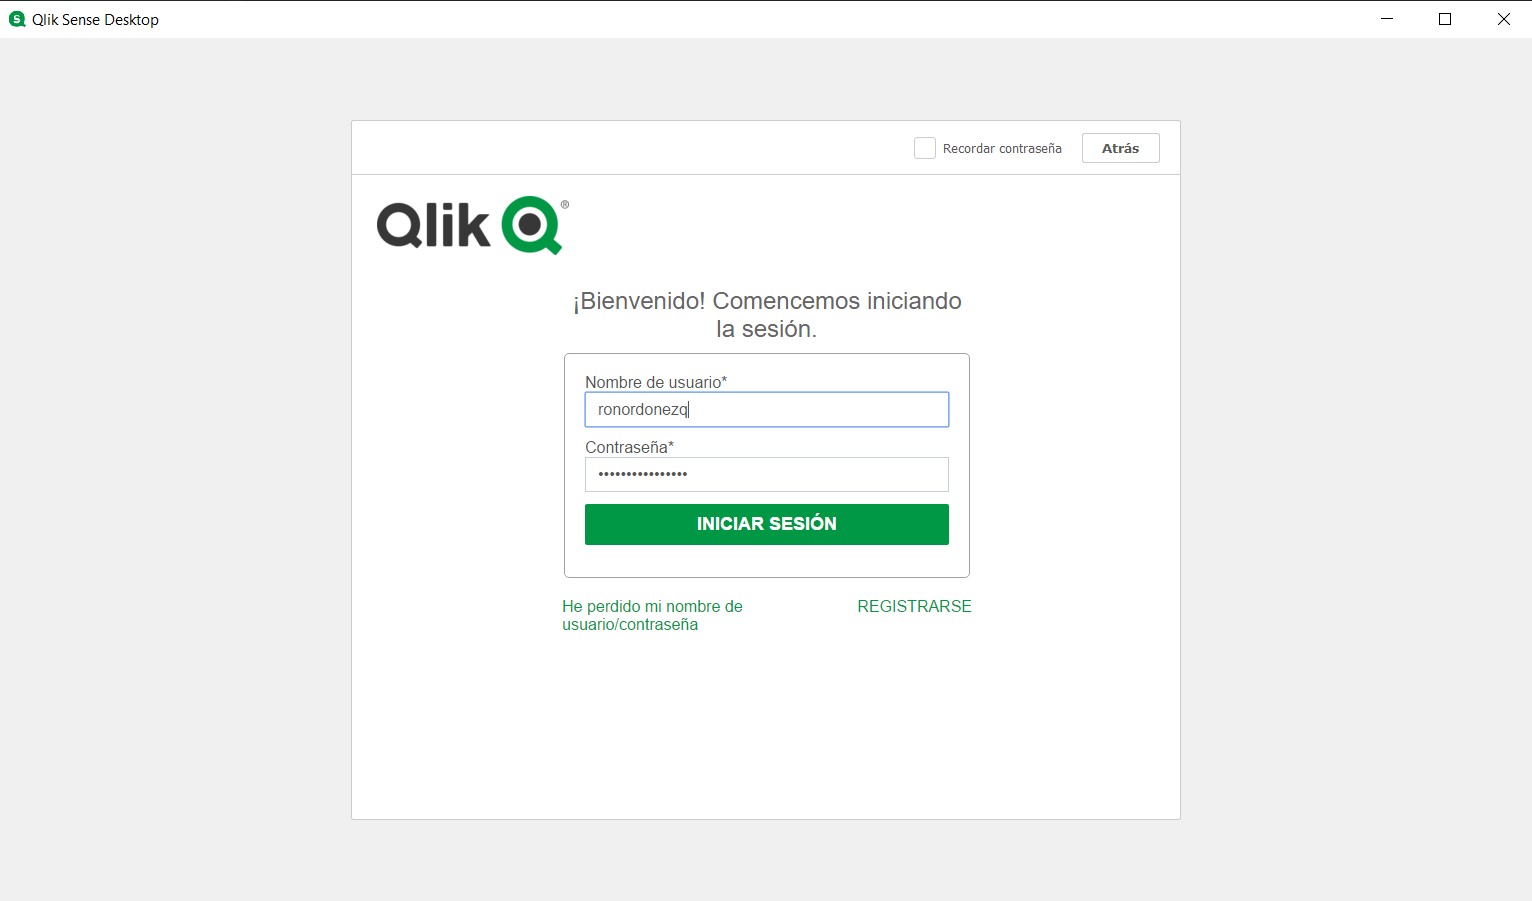 Qlik Sense Desktop
Recordar contraseña
Atrás
Qlik ®
¡Bienvenido! Comencemos iniciando
la sesión.
Nombre de usuario*
ronordonezq
Contraseña*
••••••••••••••••
INICIAR SESIÓN
He perdido mi nombre de
usuario/contraseña
REGISTRARSE